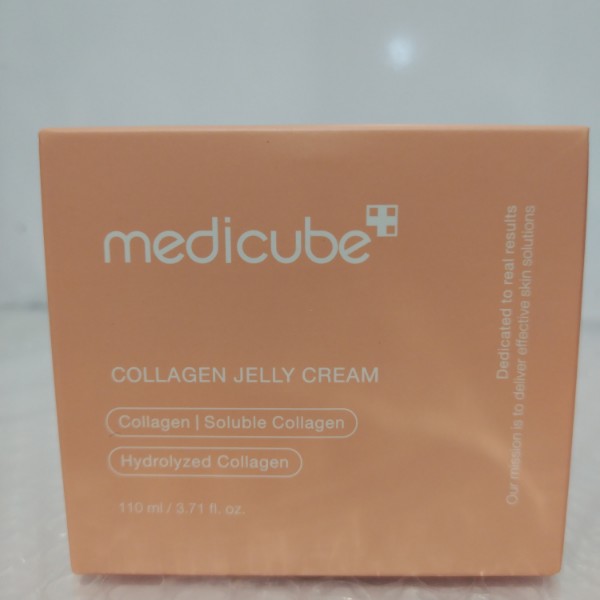 medicube
COLLAGEN JELLY CREAM
Collagen | Soluble Collagen
Hydrolyzed Collagen
110 ml / 3.71 fl. oz.
Dedicated to real results
Our mission is to deliver effective skin solutions